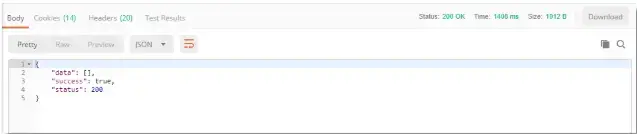 Body Cookies (14) Headers (20) Test Results Status: 200 OK Time: 1406 ms Size: 1012 B Download
Pretty Raw Preview JSON
1 {
2 "data": [],
3 "success": true,
4 "status": 200
5 }